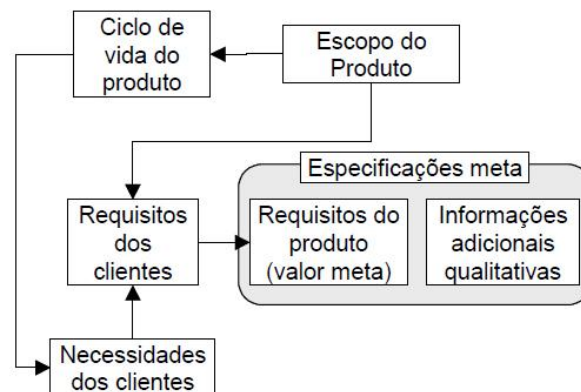 Ciclo de
vida do
produto
Escopo do
Produto
Especificações meta
Requisitos
dos
clientes
Requisitos do
produto
(valor meta)
Informações
adicionais
qualitativas
Necessidades
dos clientes